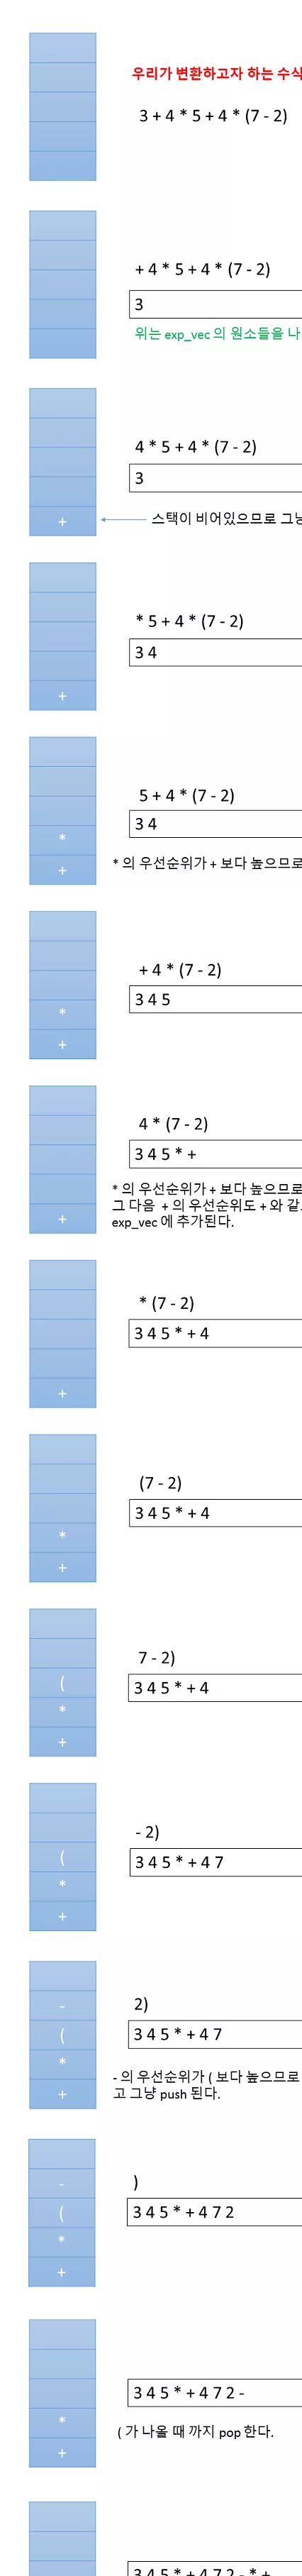 우리가 변환하고자 하는 수식
3 + 4 * 5 + 4 * (7 - 2)
+ 4 * 5 + 4 * (7 - 2)
3
위는 exp_vec 의 원소들을 나
4 * 5 + 4 * (7 - 2)
3
+
스택이 비어있으므로 그냥
* 5 + 4 * (7 - 2)
3 4
+
5 + 4 * (7 - 2)
3 4
*
+
* 의 우선순위가 + 보다 높으므로
+ 4 * (7 - 2)
3 4 5
*
+
4 * (7 - 2)
3 4 5 * +
* 의 우선순위가 + 보다 높으므로
그 다음 + 의 우선순위도 + 와 같
+
exp_vec 에 추가된다.
* (7 - 2)
3 4 5 * + 4
+
(7 - 2)
3 4 5 * + 4
*
+
7 - 2)
3 4 5 * + 4
(
*
+
- 2)
3 4 5 * + 4 7
(
*
+
2)
-
3 4 5 * + 4 7
(
*
- 의 우선순위가 ( 보다 높으므로
+
고 그냥 push 된다.
)
-
3 4 5 * + 4 7 2
(
*
+
3 4 5 * + 4 7 2 -
*
( 가 나올 때 까지 pop 한다.
+
3 4 5 * + 4 7 2 - * +